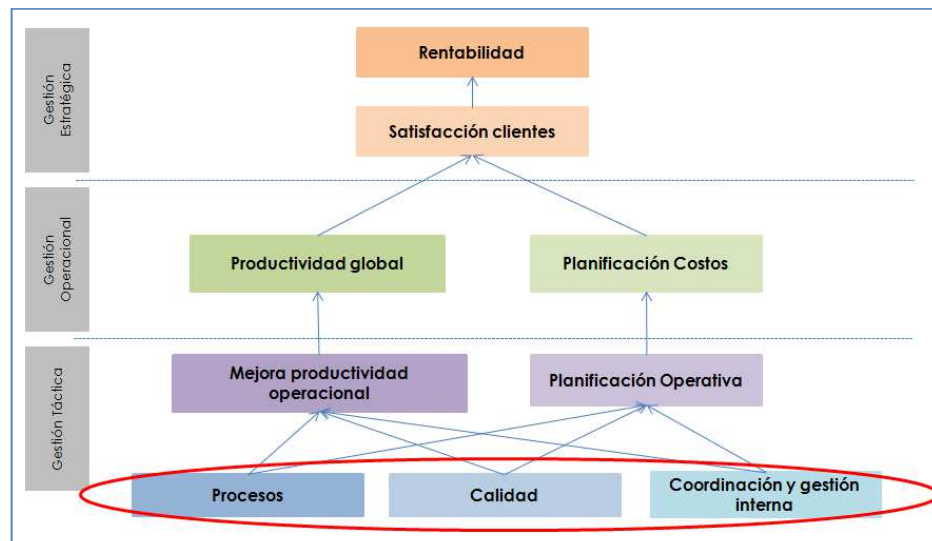 Gestión
Estratégica
Rentabilidad
Satisfacción clientes
Gestión
Operacional
Productividad global
Planificación Costos
Gestión Táctica
Mejora productividad
operacional
Planificación Operativa
Procesos
Calidad
Coordinación y gestión
interna